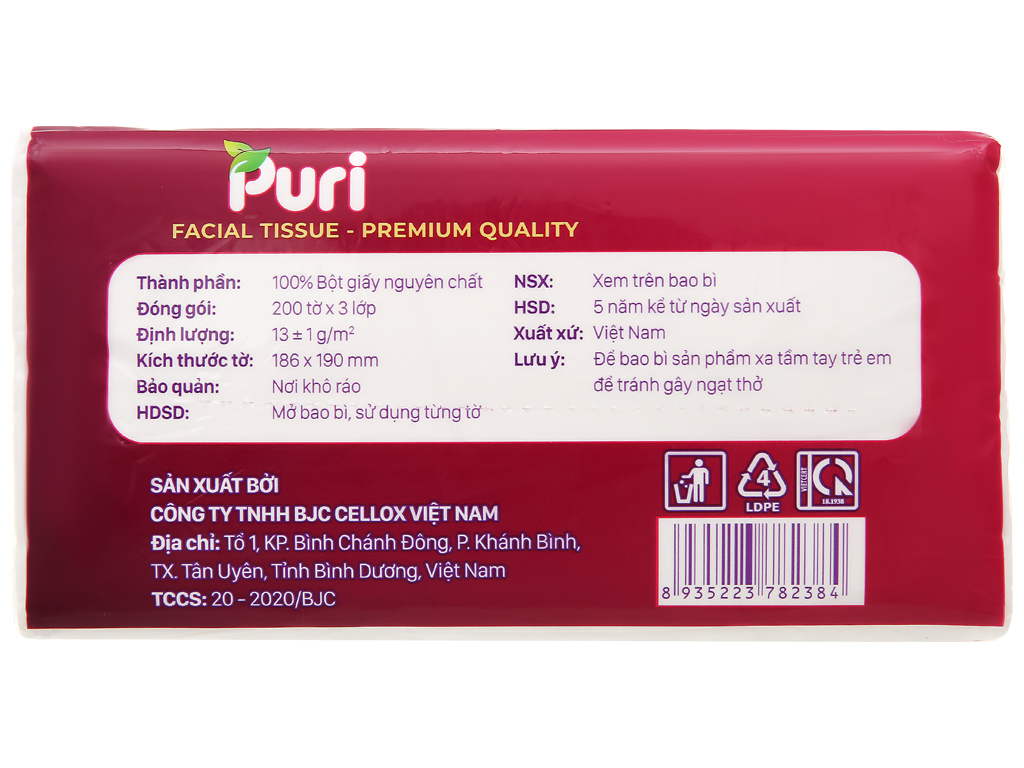 Puri
FACIAL TISSUE - PREMIUM QUALITY
Thành phần: 100% Bột giấy nguyên chất
Đóng gói: 200 tờ x 3 lớp
Định lượng: 13 ± 1 g/m²
Kích thước tờ: 186 x 190 mm
Bảo quản: Nơi khô ráo
HDSD: Mở bao bì, sử dụng từng tờ
NSX: Xem trên bao bì
HSD: 5 năm kể từ ngày sản xuất
Xuất xứ: Việt Nam
Lưu ý: Để bao bì sản phẩm xa tầm tay trẻ em
để tránh gây ngạt thở
SẢN XUẤT BỞI
CÔNG TY TNHH BJC CELLOX VIỆT NAM
Địa chỉ: Tổ 1, KP. Bình Chánh Đông, P. Khánh Bình,
TX. Tân Uyên, Tỉnh Bình Dương, Việt Nam
TCCS: 20 - 2020/BJC
4
LDPE
VIETCERT
18.1938
8 935223 782384